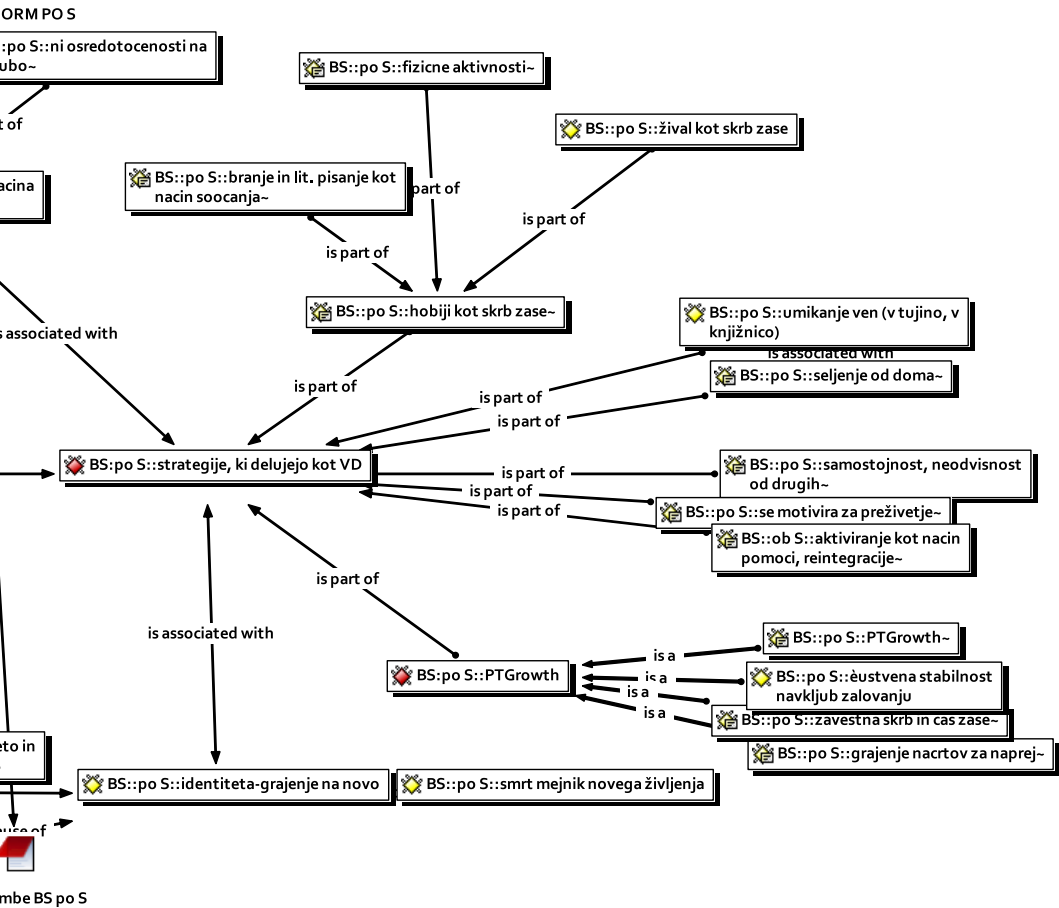 ORM PO S
:po S::ni osredotocenosti na
ubo~
BS::po S::fizicne aktivnosti~
t of
BS::po S::žival kot skrb zase
acina
BS::po S::branje in lit. pisanje kot
nacin soocanja~
part of
is part of
is part of
BS::po S::hobiji kot skrb zase~
BS::po S::umikanje ven (v tujino, v
knjižnico)
s associated with
is associated with
BS::po S::seljenje od doma~
is part of
is part of
is part of
BS:po S::strategije, ki delujejo kot VD
is part of
BS::po S::samostojnost, neodvisnost
od drugih~
is part of
is part of
BS::po S::se motivira za preživetje~
BS::ob S::aktiviranje kot nacin
pomoci, reintegracije~
is part of
is associated with
BS::po S::PTGrowth~
is a
BS:po S::PTGrowth
is a
BS::po S::èustvena stabilnost
navkljub zalovanju
is a
is a
BS::po S::zavestna skrb in cas zase~
BS::po S::grajenje nacrtov za naprej~
eto in
BS::po S::identiteta-grajenje na novo
BS::po S::smrt mejnik novega življenja
use of
mbe BS po S